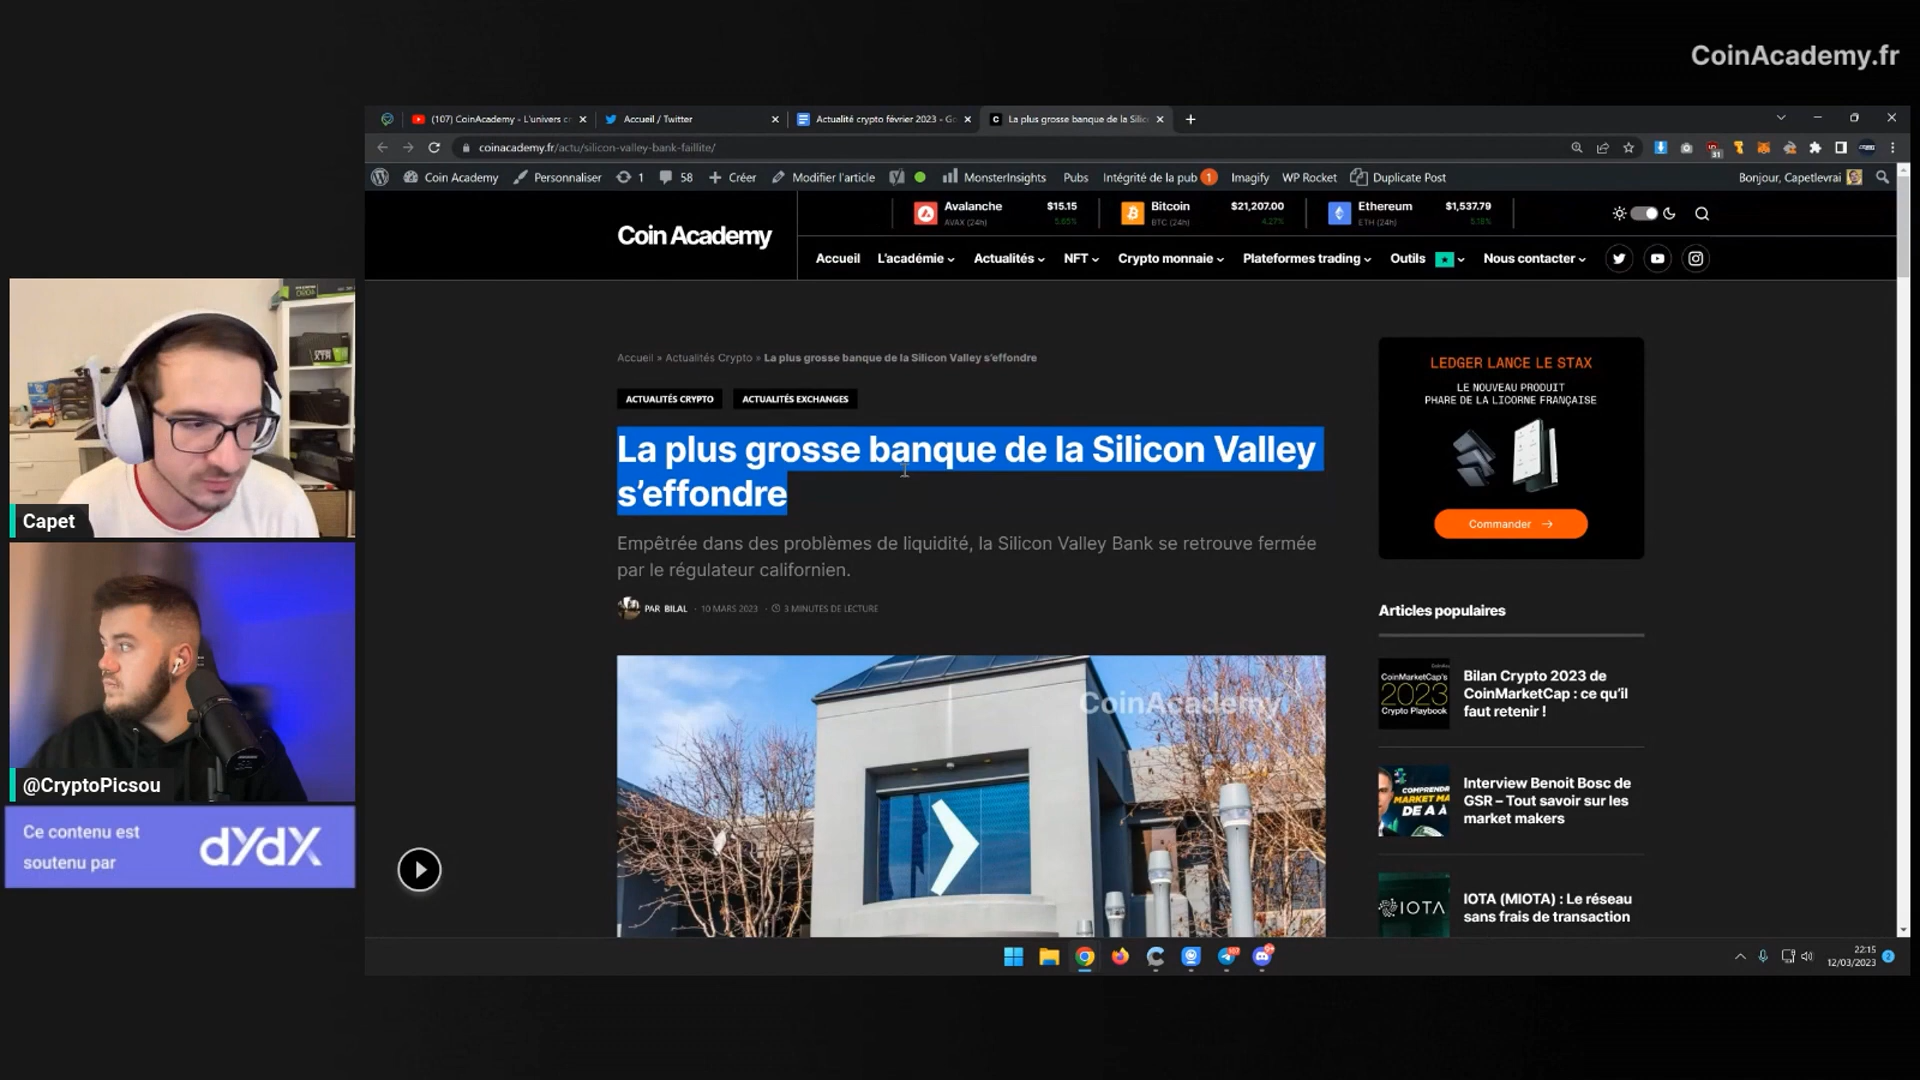 CoinAcademy.fr
(107) CoinAcademy - L'univers cr
Accueil / Twitter
Actualité crypto février 2023 - Go
La plus grosse banque de la Silic
coinacademy.fr/actu/silicon-valley-bank-faillite/
Coin Academy
Personnaliser
1
58
Créer
Modifier l'article
MonsterInsights
Pubs
Intégrité de la pub 1
Imagify
WP Rocket
Duplicate Post
Bonjour, Capetlevrai
Coin Academy
Avalanche $15.15
AVAX (24h) 5.65%
Bitcoin $21,207.00
BTC (24h) 4.27%
Ethereum $1,537.79
ETH (24h) 5.18%
Accueil L'académie Actualités NFT Crypto monnaie Plateformes trading Outils Nous contacter
Accueil » Actualités Crypto » La plus grosse banque de la Silicon Valley s'effondre
ACTUALITÉS CRYPTO ACTUALITÉS EXCHANGES
La plus grosse banque de la Silicon Valley
s'effondre
Empêtrée dans des problèmes de liquidité, la Silicon Valley Bank se retrouve fermée
par le régulateur californien.
PAR BILAL · 10 MARS 2023 · 3 MINUTES DE LECTURE
CoinAcademy
LEDGER LANCE LE STAX
LE NOUVEAU PRODUIT
PHARE DE LA LICORNE FRANÇAISE
Commander
Articles populaires
CoinMarketCap's
2023
Crypto Playbook
Bilan Crypto 2023 de
CoinMarketCap : ce qu'il
faut retenir !
COMPRENDR
MARKET MA
DE A À
Interview Benoit Bosc de
GSR – Tout savoir sur les
market makers
IOTA
IOTA (MIOTA) : Le réseau
sans frais de transaction
Capet
@CryptoPicsou
Ce contenu est
soutenu par
dYdX
22:15
12/03/2023
2